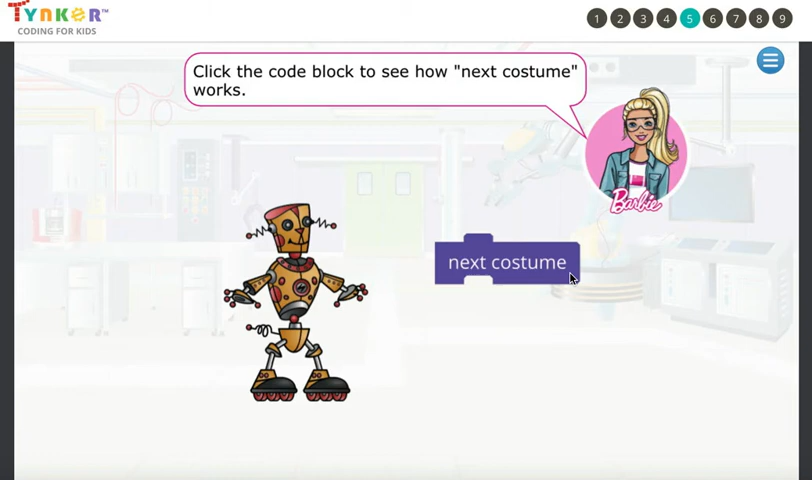 TYNKER™
CODING FOR KIDS
1 2 3 4 5 6 7 8 9
Click the code block to see how "next costume"
works.
Barbie
next costume